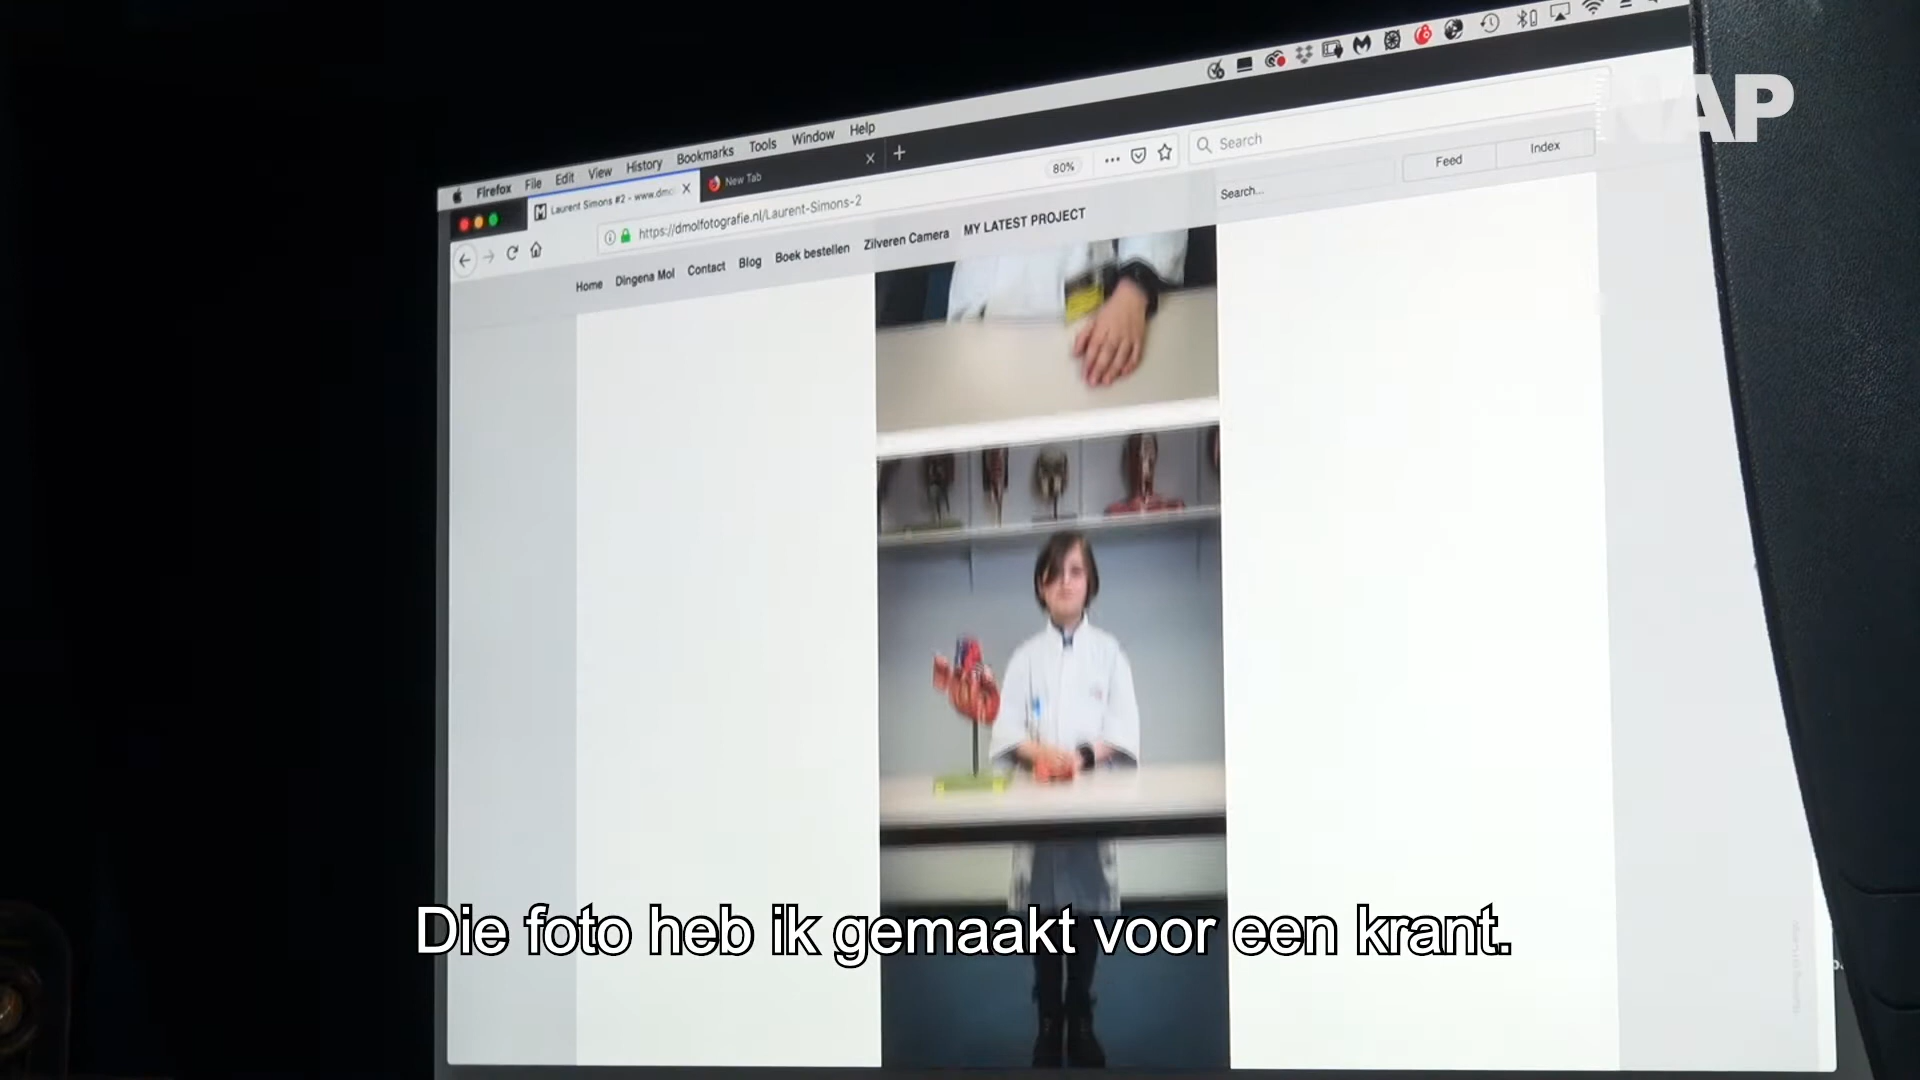 Firefox File Edit View History Bookmarks Tools Window Help
Laurent Simons #2 - www.dmo
New Tab
https://dmolfotografie.nl/Laurent-Simons-2
80%
Search
Home Dingena Mol Contact Blog Boek bestellen Zilveren Camera MY LATEST PROJECT
Search...
Feed Index
NAP
Die foto heb ik gemaakt voor een krant.